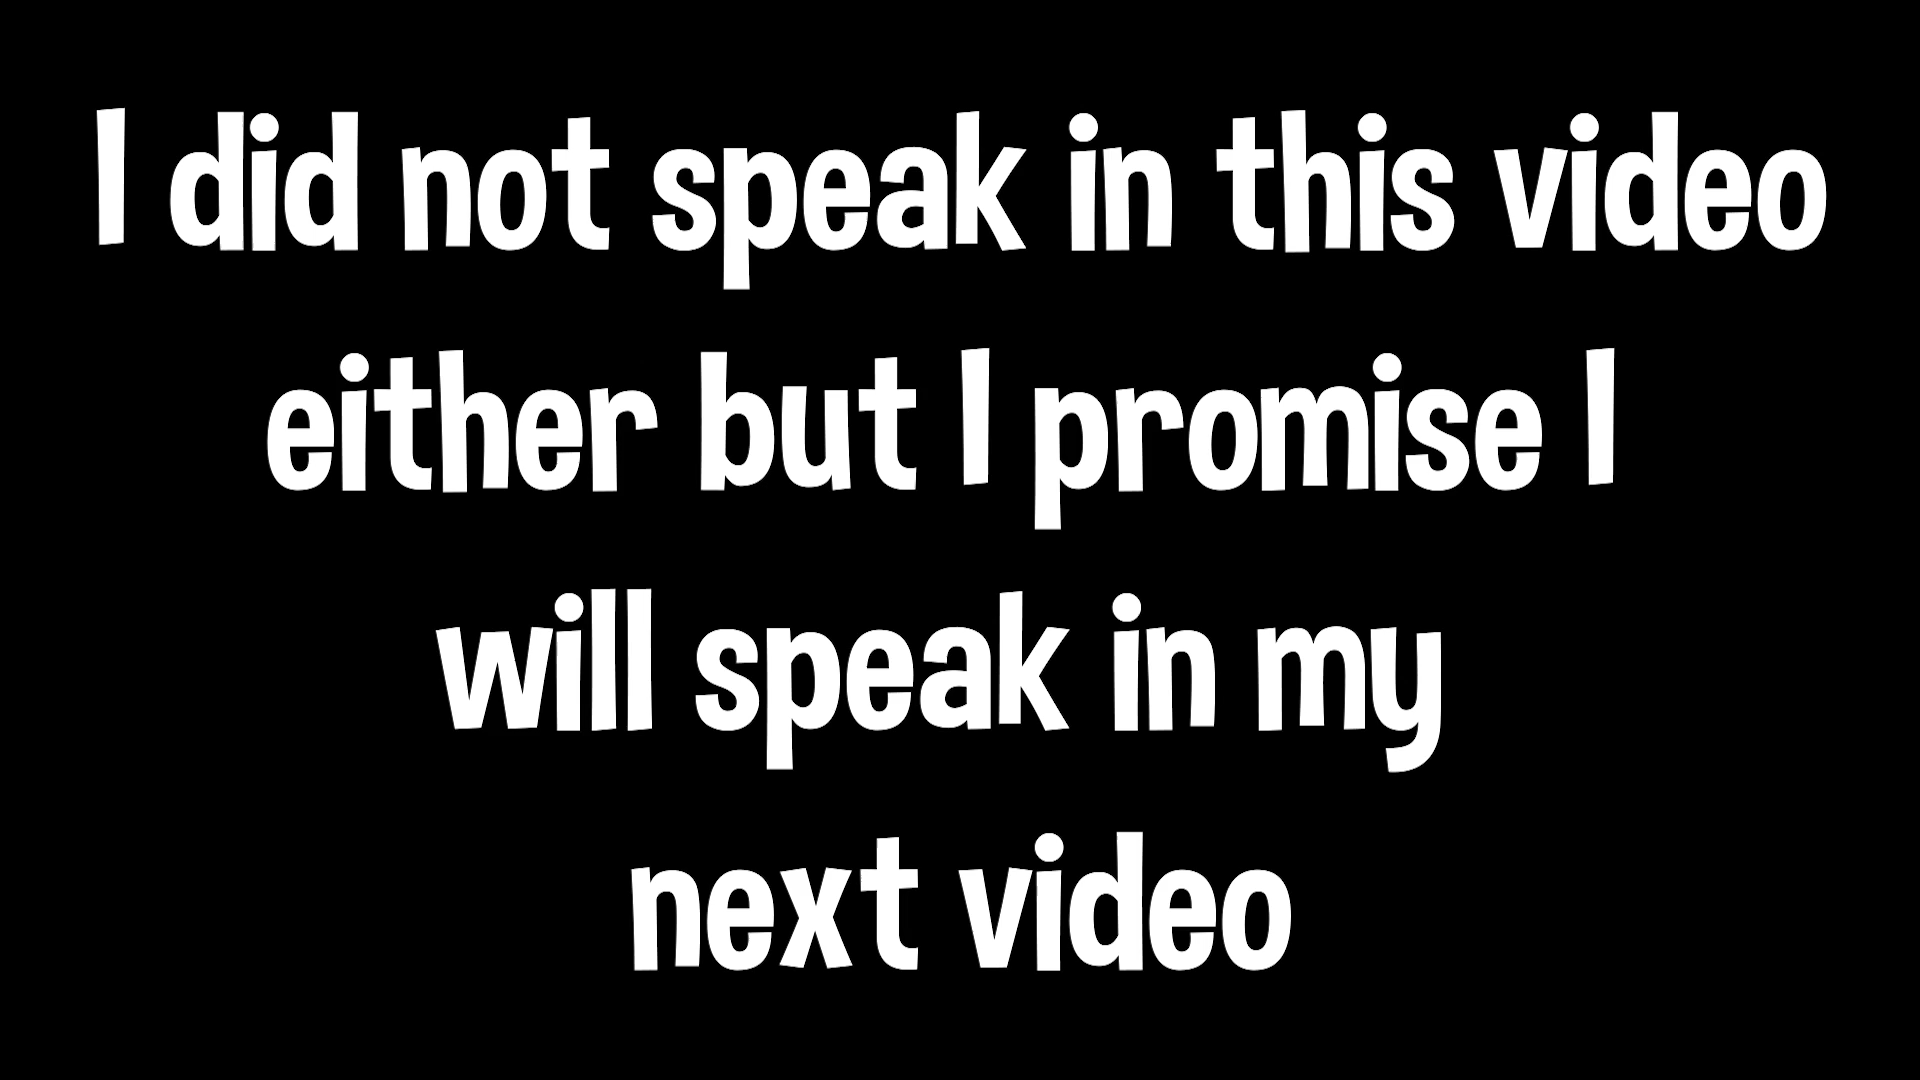 I did not speak in this video
either but I promise I
will speak in my
next video